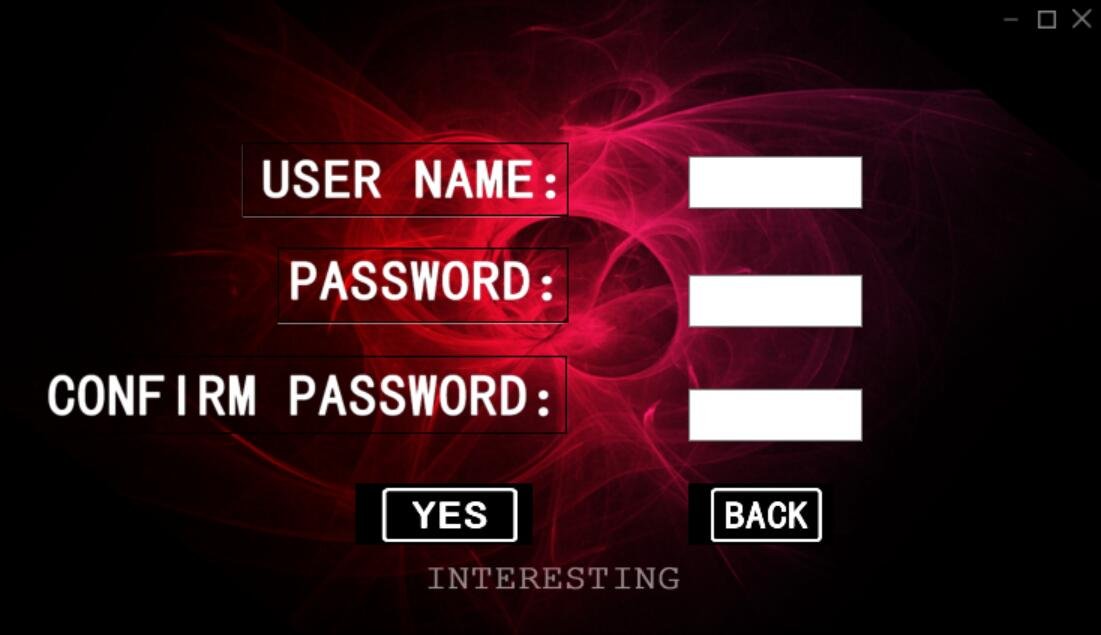 USER NAME:
PASSWORD:
CONFIRM PASSWORD:
YES
BACK
INTERESTING